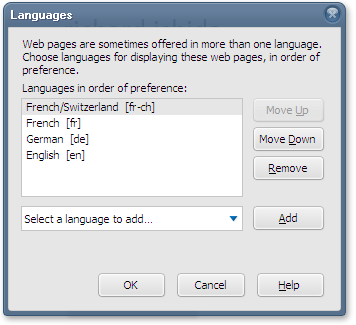 Languages
Web pages are sometimes offered in more than one language.
Choose languages for displaying these web pages, in order of
preference.
Languages in order of preference:
French/Switzerland [fr-ch]
French [fr]
German [de]
English [en]
Move Up
Move Down
Remove
Select a language to add...
Add
OK
Cancel
Help